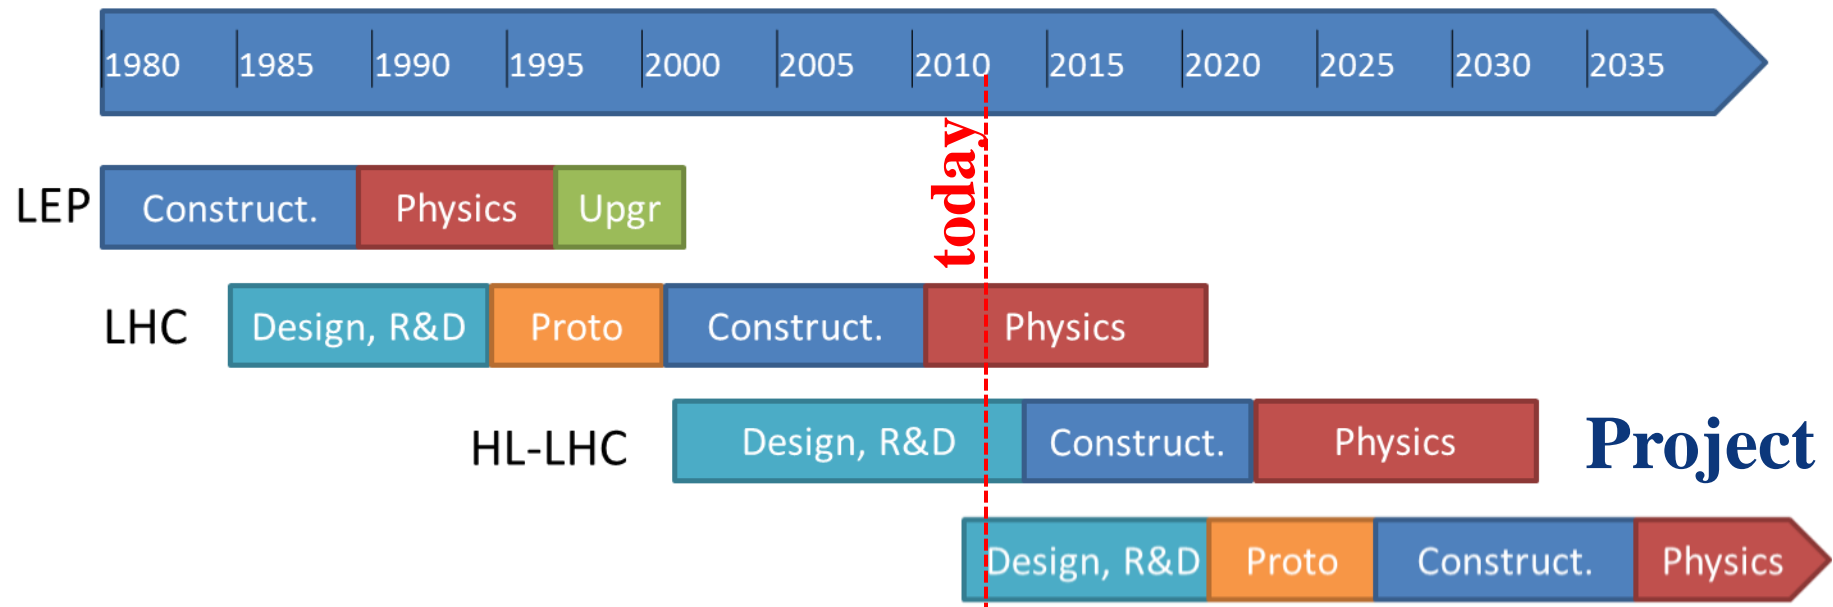 1980 1985 1990 1995 2000 2005 2010 2015 2020 2025 2030 2035
today
LEP Construct. Physics Upgr
LHC Design, R&D Proto Construct. Physics
HL-LHC Design, R&D Construct. Physics Project
Design, R&D Proto Construct. Physics